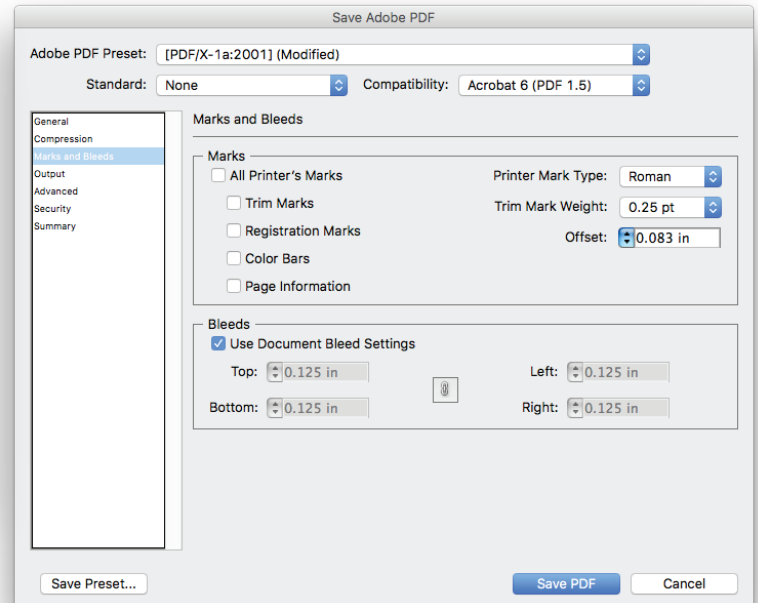 Save Adobe PDF
Adobe PDF Preset: [PDF/X-1a:2001] (Modified)
Standard: None Compatibility: Acrobat 6 (PDF 1.5)
General
Compression
Marks and Bleeds
Output
Advanced
Security
Summary
Marks and Bleeds
Marks
All Printer's Marks
Trim Marks
Registration Marks
Color Bars
Page Information
Printer Mark Type: Roman
Trim Mark Weight: 0.25 pt
Offset: 0.083 in
Bleeds
Use Document Bleed Settings
Top: 0.125 in Left: 0.125 in
Bottom: 0.125 in Right: 0.125 in
Save Preset... Save PDF Cancel